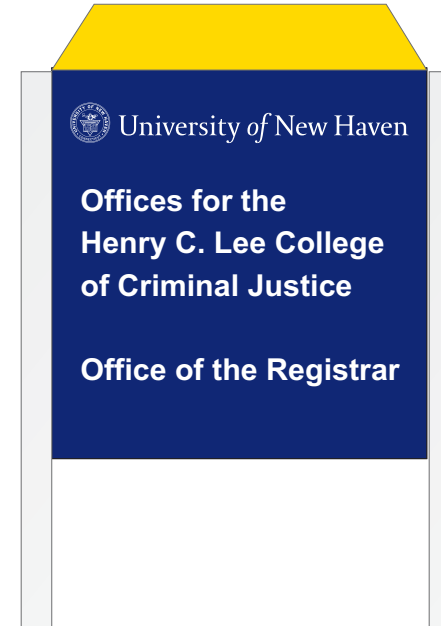 University of New Haven
Offices for the
Henry C. Lee College
of Criminal Justice
Office of the Registrar